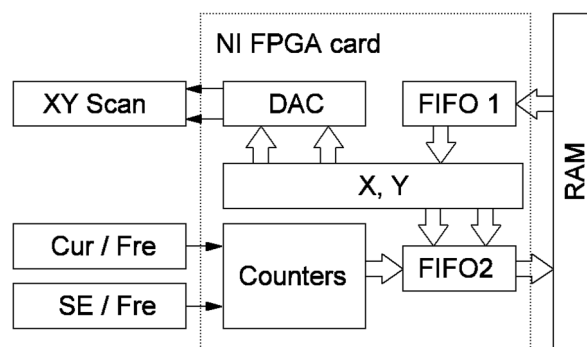 NI FPGA card
XY Scan
DAC
FIFO 1
RAM
X, Y
Cur / Fre
Counters
FIFO2
SE / Fre